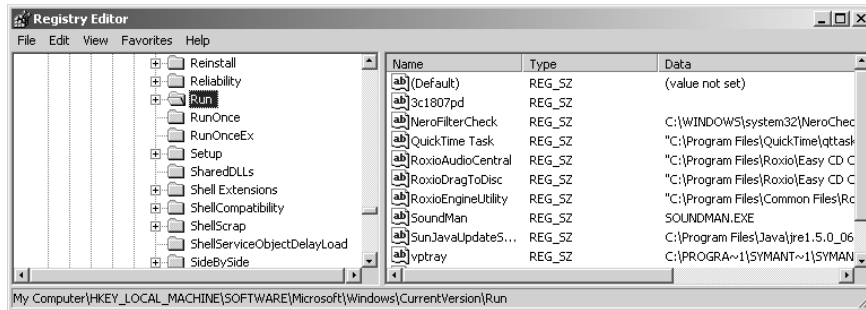 Registry Editor
File Edit View Favorites Help
Reinstall
Reliability
Run
RunOnce
RunOnceEx
Setup
SharedDLLs
Shell Extensions
ShellCompatibility
ShellScrap
ShellServiceObjectDelayLoad
SideBySide
Name Type Data
(Default) REG_SZ (value not set)
3c1807pd REG_SZ
NeroFilterCheck REG_SZ C:\WINDOWS\system32\NeroChec
QuickTime Task REG_SZ "C:\Program Files\QuickTime\qttask
RoxioAudioCentral REG_SZ "C:\Program Files\Roxio\Easy CD C
RoxioDragToDisc REG_SZ "C:\Program Files\Roxio\Easy CD C
RoxioEngineUtility REG_SZ "C:\Program Files\Common Files\Ro
SoundMan REG_SZ SOUNDMAN.EXE
SunJavaUpdateS... REG_SZ C:\Program Files\Java\jre1.5.0_06
vptray REG_SZ C:\PROGRA~1\SYMANT~1\SYMAN
My Computer\HKEY_LOCAL_MACHINE\SOFTWARE\Microsoft\Windows\CurrentVersion\Run